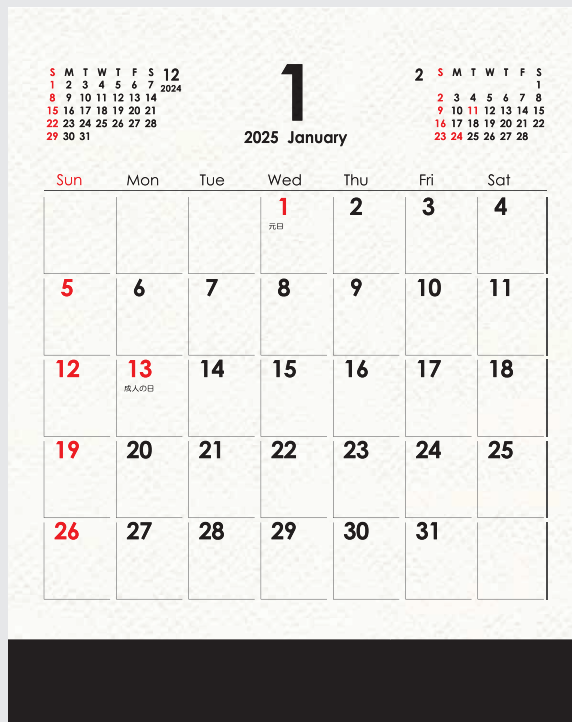 S M T W T F S 12
1 2 3 4 5 6 7 2024
8 9 10 11 12 13 14
15 16 17 18 19 20 21
22 23 24 25 26 27 28
29 30 31
1
2025 January
2 S M T W T F S
1
2 3 4 5 6 7 8
9 10 11 12 13 14 15
16 17 18 19 20 21 22
23 24 25 26 27 28
Sun Mon Tue Wed Thu Fri Sat
1 2 3 4
元日
5 6 7 8 9 10 11
12 13 14 15 16 17 18
成人の日
19 20 21 22 23 24 25
26 27 28 29 30 31